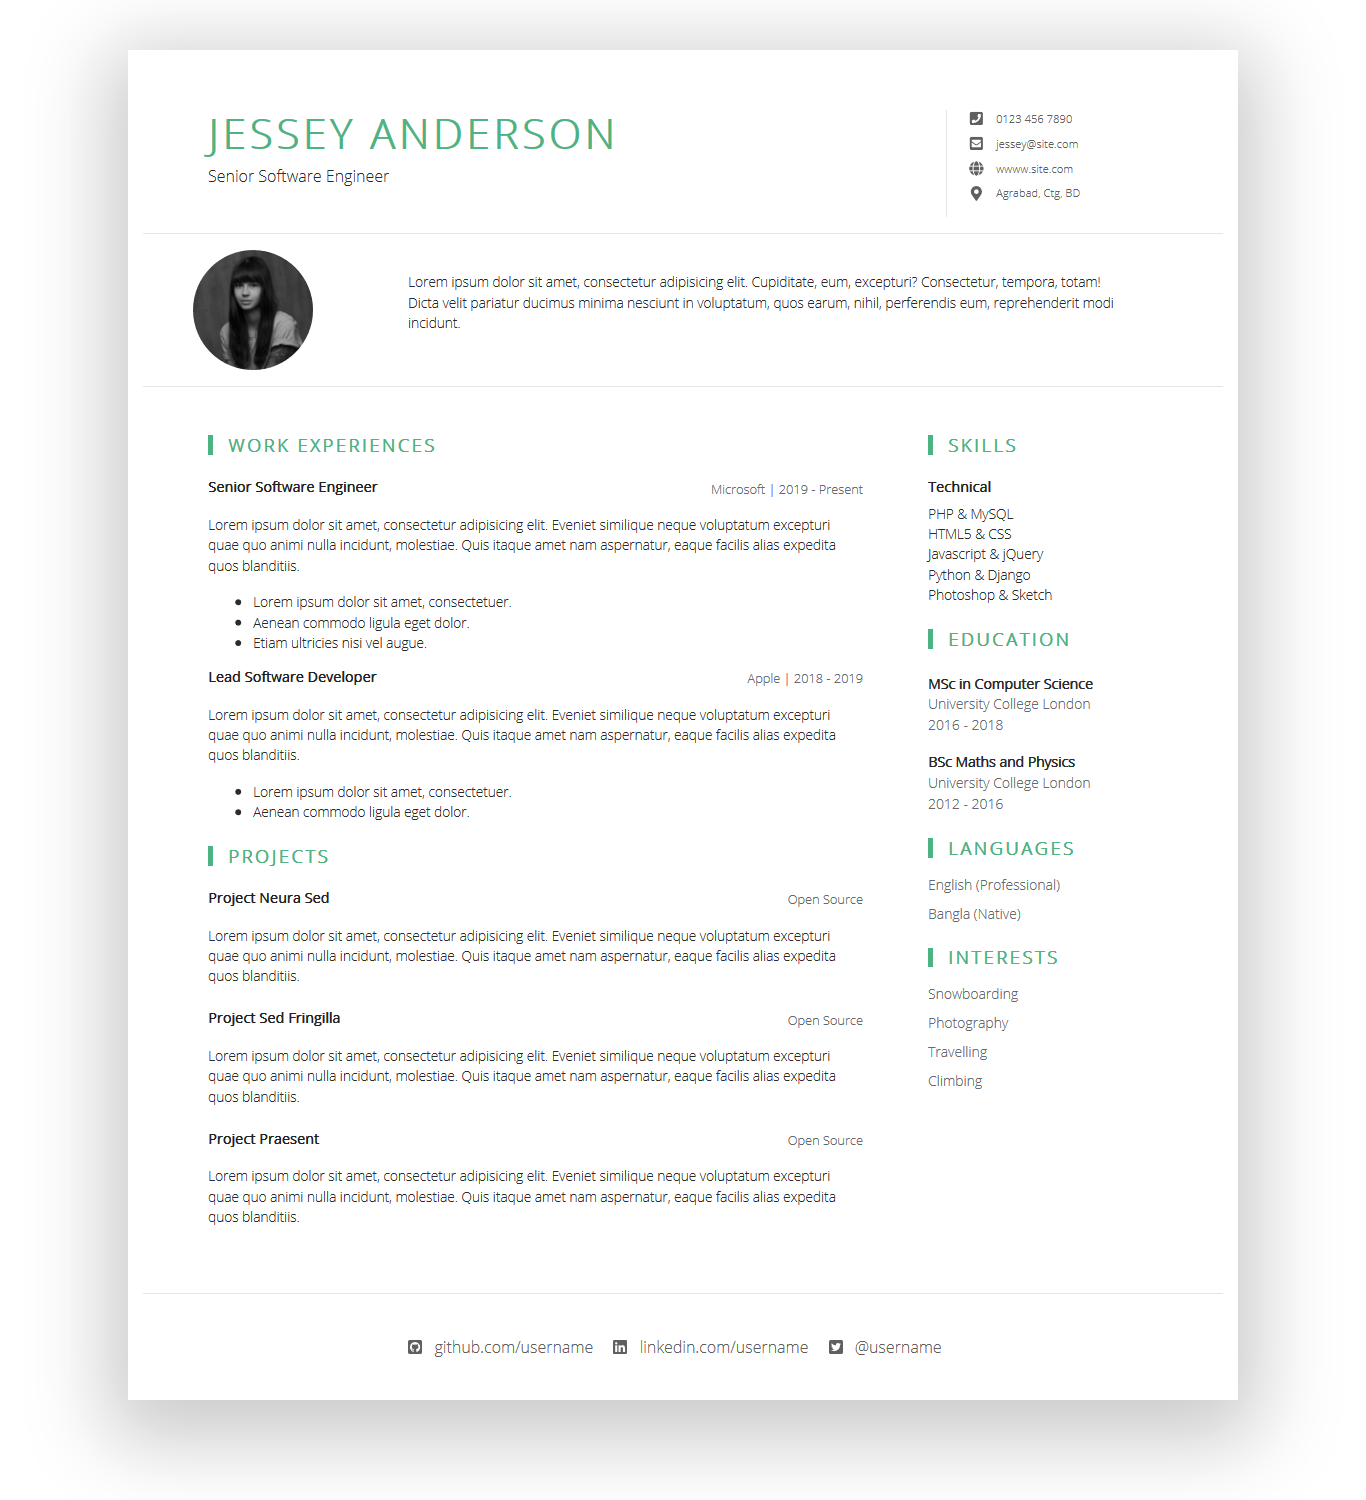 JESSEY ANDERSON
Senior Software Engineer
0123 456 7890
jessey@site.com
wwww.site.com
Agrabad, Ctg, BD
Lorem ipsum dolor sit amet, consectetur adipisicing elit. Cupiditate, eum, excepturi? Consectetur, tempora, totam!
Dicta velit pariatur ducimus minima nesciunt in voluptatum, quos earum, nihil, perferendis eum, reprehenderit modi
incidunt.
WORK EXPERIENCES
Senior Software Engineer
Microsoft | 2019 - Present
Lorem ipsum dolor sit amet, consectetur adipisicing elit. Eveniet similique neque voluptatum excepturi
quae quo animi nulla incidunt, molestiae. Quis itaque amet nam aspernatur, eaque facilis alias expedita
quos blanditiis.
• Lorem ipsum dolor sit amet, consectetuer.
• Aenean commodo ligula eget dolor.
• Etiam ultricies nisi vel augue.
Lead Software Developer
Apple | 2018 - 2019
Lorem ipsum dolor sit amet, consectetur adipisicing elit. Eveniet similique neque voluptatum excepturi
quae quo animi nulla incidunt, molestiae. Quis itaque amet nam aspernatur, eaque facilis alias expedita
quos blanditiis.
• Lorem ipsum dolor sit amet, consectetuer.
• Aenean commodo ligula eget dolor.
PROJECTS
Project Neura Sed
Open Source
Lorem ipsum dolor sit amet, consectetur adipisicing elit. Eveniet similique neque voluptatum excepturi
quae quo animi nulla incidunt, molestiae. Quis itaque amet nam aspernatur, eaque facilis alias expedita
quos blanditiis.
Project Sed Fringilla
Open Source
Lorem ipsum dolor sit amet, consectetur adipisicing elit. Eveniet similique neque voluptatum excepturi
quae quo animi nulla incidunt, molestiae. Quis itaque amet nam aspernatur, eaque facilis alias expedita
quos blanditiis.
Project Praesent
Open Source
Lorem ipsum dolor sit amet, consectetur adipisicing elit. Eveniet similique neque voluptatum excepturi
quae quo animi nulla incidunt, molestiae. Quis itaque amet nam aspernatur, eaque facilis alias expedita
quos blanditiis.
SKILLS
Technical
PHP & MySQL
HTML5 & CSS
Javascript & jQuery
Python & Django
Photoshop & Sketch
EDUCATION
MSc in Computer Science
University College London
2016 - 2018
BSc Maths and Physics
University College London
2012 - 2016
LANGUAGES
English (Professional)
Bangla (Native)
INTERESTS
Snowboarding
Photography
Travelling
Climbing
github.com/username
linkedin.com/username
@username